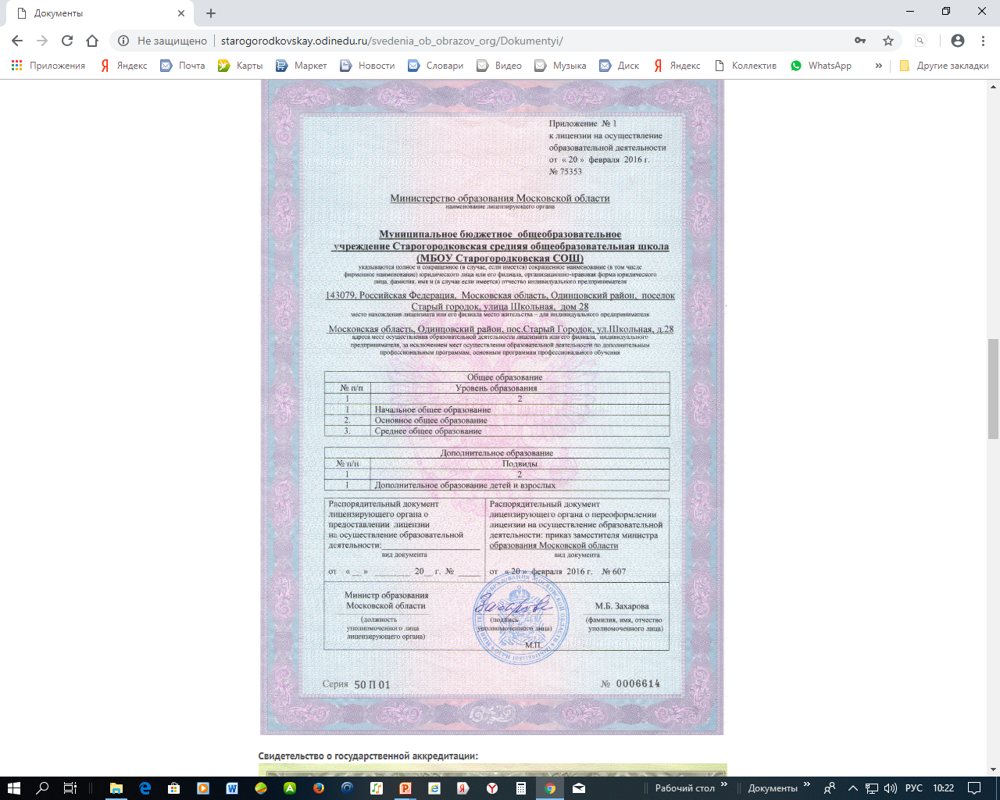 Документы
Не защищено
starogorodkovskay.odinedu.ru/svedenia_ob_obrazov_org/Dokumentyi/
Приложения Яндекс Почта Карты Маркет Новости Словари Видео Музыка Диск Яндекс Коллектив WhatsApp » Другие закладки
Приложение № 1
к лицензии на осуществление
образовательной деятельности
от « 20 » февраля 2016 г.
№ 75353
Министерство образования Московской области
наименование лицензирующего органа
Муниципальное бюджетное общеобразовательное
учреждение Старогородковская средняя общеобразовательная школа
(МБОУ Старогородковская СОШ)
указываются полное и сокращенное (в случае, если имеется) сокращенное наименование (в том числе
фирменное наименование) юридического лица или его филиала, организационно-правовая форма юридического
лица, фамилия, имя и (в случае если имеется) отчество индивидуального предпринимателя
143079, Российская Федерация, Московская область, Одинцовский район, поселок
Старый городок, улица Школьная, дом 28
место нахождения лицензиата или его филиала место жительства – для индивидуального предпринимателя
Московская область, Одинцовский район, пос.Старый Городок, ул.Школьная, д.28
адреса мест осуществления образовательной деятельности лицензиата или его филиала, индивидуального
предпринимателя, за исключением мест осуществления образовательной деятельности по дополнительным
профессиональным программам, основным программам профессионального обучения
Общее образование
№ п/п Уровень образования
1 2
1 Начальное общее образование
2. Основное общее образование
3. Среднее общее образование
Дополнительное образование
№ п/п Подвиды
1 2
1 Дополнительное образование детей и взрослых
Распорядительный документ
лицензирующего органа о
предоставлении лицензии
на осуществление образовательной
деятельности:
вид документа
от « __ » ________ 20__ г. № _____
Распорядительный документ
лицензирующего органа о переоформлении
лицензии на осуществление образовательной
деятельности: приказ заместителя министра
образования Московской области
вид документа
от « 20 » февраля 2016 г. № 607
Министр образования
Московской области
(должность
уполномоченного лица
лицензирующего органа)
(подпись
уполномоченного лица)
М.П.
М.Б. Захарова
(фамилия, имя, отчество
уполномоченного лица)
Серия 50 П 01
№ 0006614
Свидетельство о государственной аккредитации:
Рабочий стол » Документы » РУС 10:22